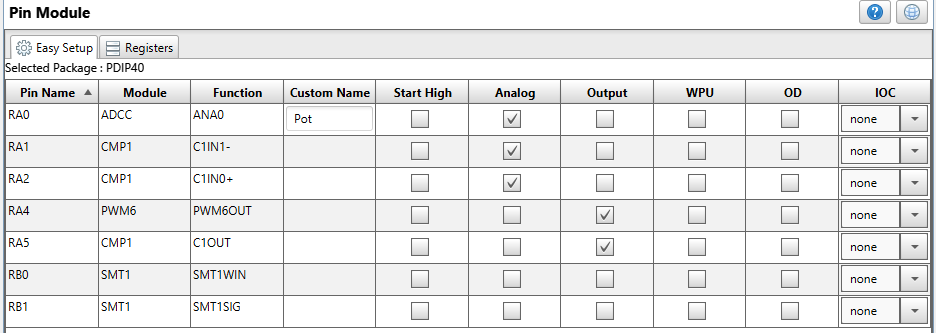 Pin Module
Easy Setup Registers
Selected Package : PDIP40
Pin Name Module Function Custom Name Start High Analog Output WPU OD IOC
RA0 ADCC ANA0 Pot none
RA1 CMP1 C1IN1- none
RA2 CMP1 C1IN0+ none
RA4 PWM6 PWM6OUT none
RA5 CMP1 C1OUT none
RB0 SMT1 SMT1WIN none
RB1 SMT1 SMT1SIG none